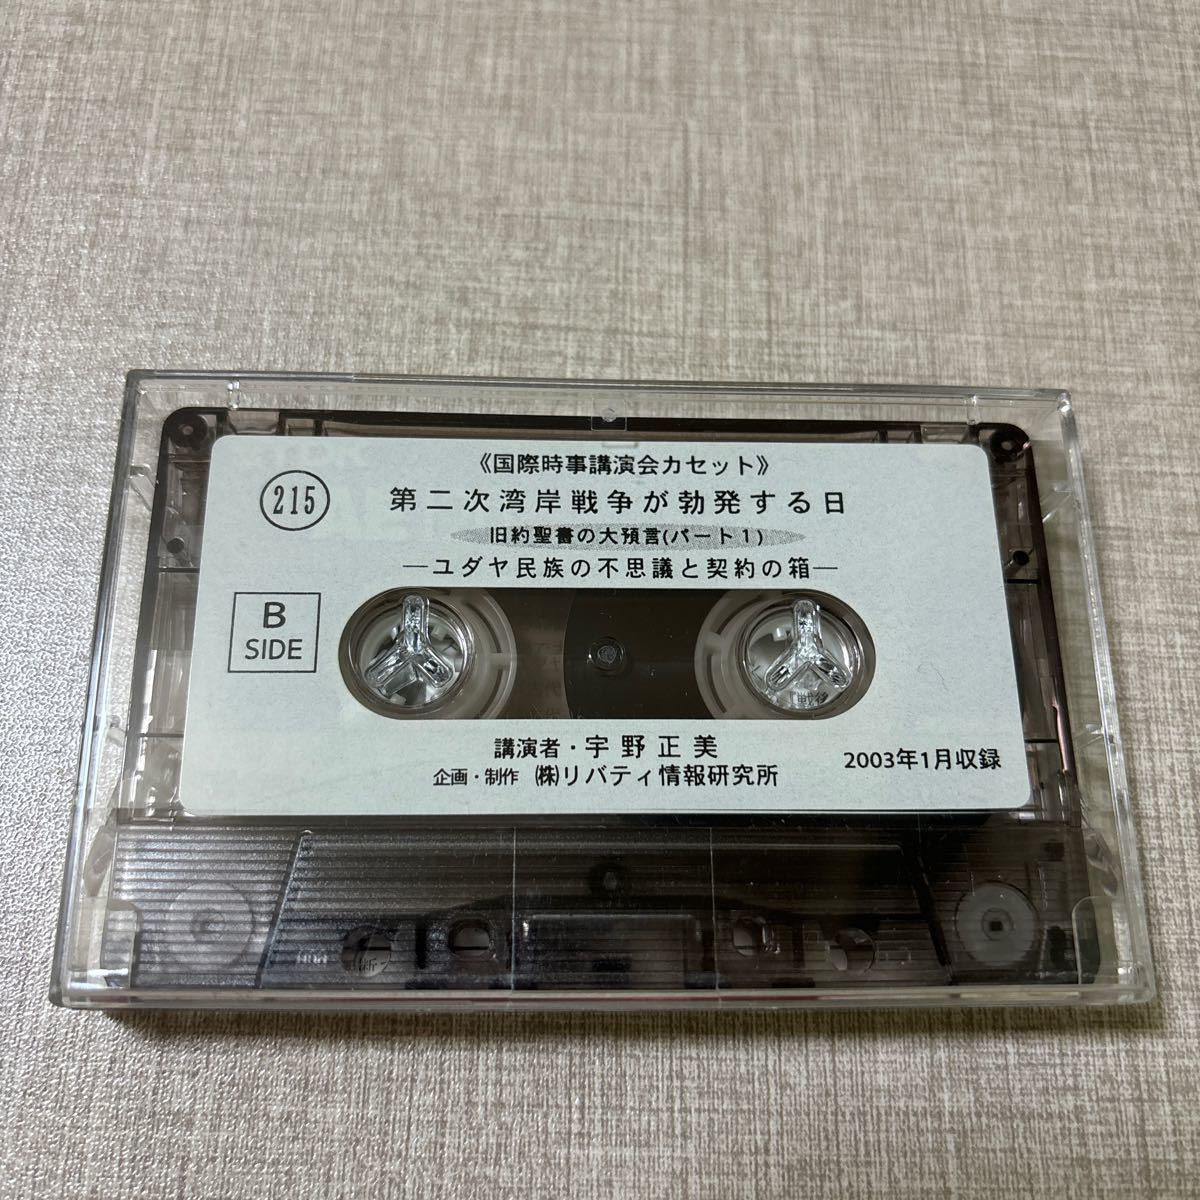 《国際時事講演会カセット》
215
第二次湾岸戦争が勃発する日
旧約聖書の大預言(パート1)
―ユダヤ民族の不思議と契約の箱―
B
SIDE
講演者・宇野正美
企画・制作 ㈱リバティ情報研究所
2003年1月収録